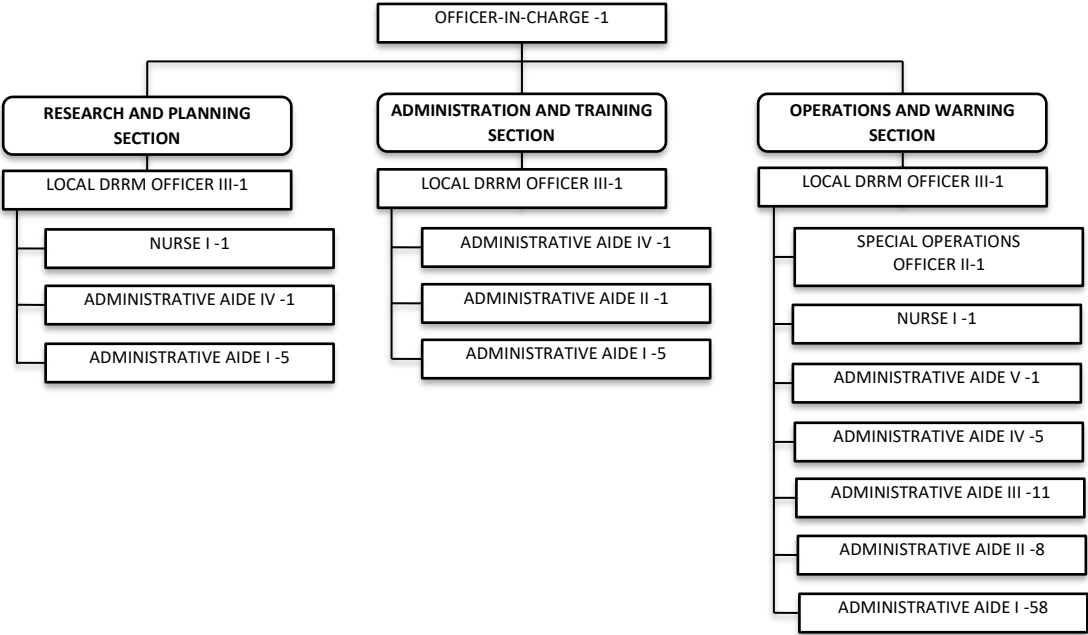 OFFICER-IN-CHARGE -1
RESEARCH AND PLANNING
SECTION
LOCAL DRRM OFFICER III-1
NURSE I -1
ADMINISTRATIVE AIDE IV -1
ADMINISTRATIVE AIDE I -5
ADMINISTRATION AND TRAINING
SECTION
LOCAL DRRM OFFICER III-1
ADMINISTRATIVE AIDE IV -1
ADMINISTRATIVE AIDE II -1
ADMINISTRATIVE AIDE I -5
OPERATIONS AND WARNING
SECTION
LOCAL DRRM OFFICER III-1
SPECIAL OPERATIONS
OFFICER II-1
NURSE I -1
ADMINISTRATIVE AIDE V -1
ADMINISTRATIVE AIDE IV -5
ADMINISTRATIVE AIDE III -11
ADMINISTRATIVE AIDE II -8
ADMINISTRATIVE AIDE I -58